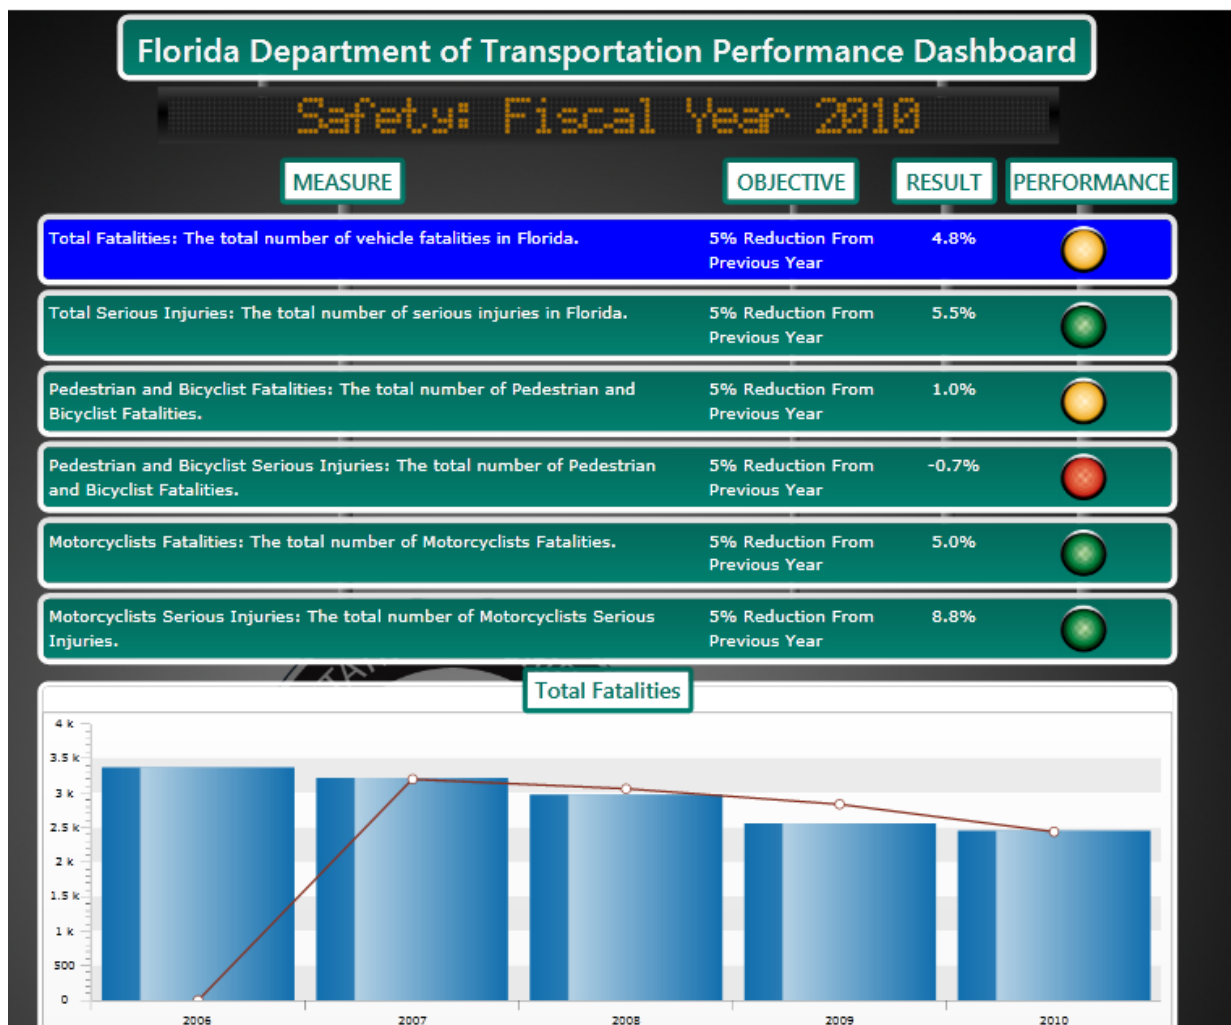 Florida Department of Transportation Performance Dashboard
Safety: Fiscal Year 2010
MEASURE OBJECTIVE RESULT PERFORMANCE
Total Fatalities: The total number of vehicle fatalities in Florida. 5% Reduction From 4.8%
Previous Year
Total Serious Injuries: The total number of serious injuries in Florida. 5% Reduction From 5.5%
Previous Year
Pedestrian and Bicyclist Fatalities: The total number of Pedestrian and 5% Reduction From 1.0%
Bicyclist Fatalities. Previous Year
Pedestrian and Bicyclist Serious Injuries: The total number of Pedestrian 5% Reduction From -0.7%
and Bicyclist Fatalities. Previous Year
Motorcyclists Fatalities: The total number of Motorcyclists Fatalities. 5% Reduction From 5.0%
Previous Year
Motorcyclists Serious Injuries: The total number of Motorcyclists Serious 5% Reduction From 8.8%
Injuries. Previous Year
Total Fatalities
4 k
3.5 k
3 k
2.5 k
2 k
1.5 k
1 k
500
0
2006 2007 2008 2009 2010